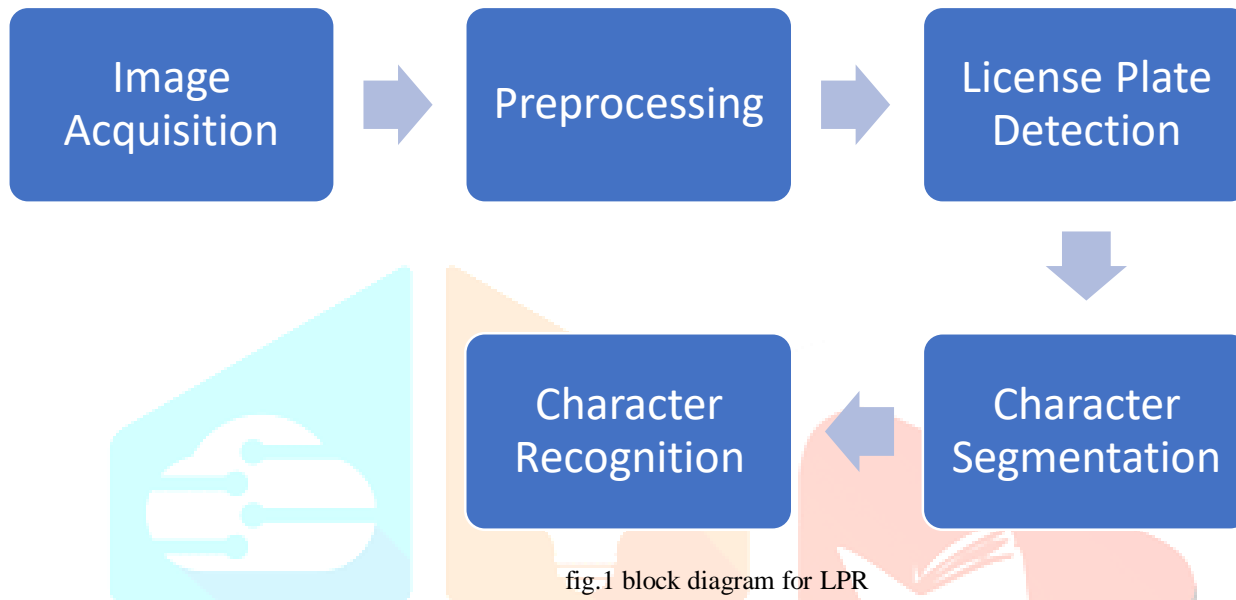 Image
Acquisition
Preprocessing
License Plate
Detection
Character
Segmentation
Character
Recognition
fig.1 block diagram for LPR